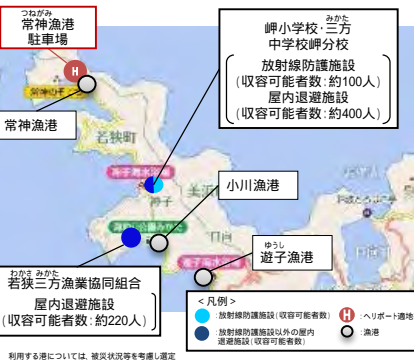 つねがみ
常神漁港
駐車場
常神漁港
みかた
岬小学校・三方
中学校岬分校
放射線防護施設
(収容可能者数:約100人)
屋内退避施設
(収容可能者数:約400人)
若狭町
神子
美浜
小川漁港
日向
ゆうし
遊子漁港
わかさ みかた
若狭三方漁業協同組合
屋内退避施設
(収容可能者数:約220人)
<凡例>
:放射線防護施設(収容可能者数)
:放射線防護施設以外の屋内
退避施設(収容可能者数)
H
:ヘリポート適地
:漁港
H
利用する港については、被災状況等を考慮し選定